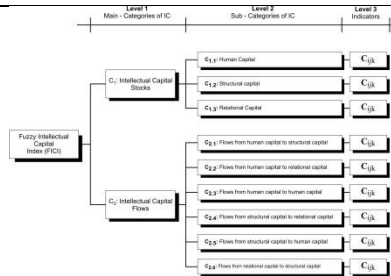 Level 1
Main - Categories of IC
Level 2
Sub - Categories of IC
Level 3
Indicators
Fuzzy Intellectual
Capital
Index (FICI)
C1: Intellectual Capital
Stocks
C1.1: Human Capital
Cijk
C1.2: Structural capital
Cijk
C1.3: Relational Capital
Cijk
C2: Intellectual Capital
Flows
C2.1: Flows from human capital to structural capital
Cijk
C2.2: Flows from human capital to relational capital
Cijk
C2.3: Flows from human capital to human capital
Cijk
C2.4: Flows from structural capital to relational capital
Cijk
C2.5: Flows from structural capital to human capital
Cijk
C2.6: Flows from relational capital to structural capital
Cijk